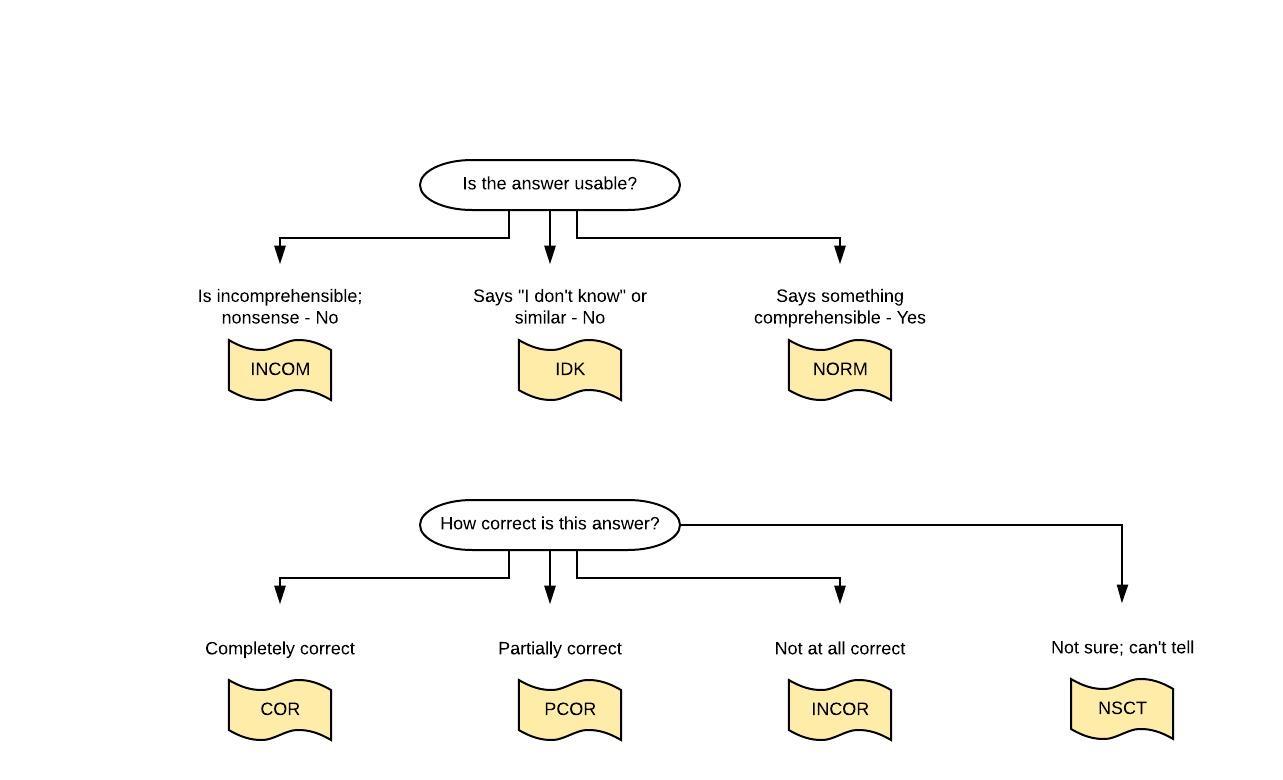 Is the answer usable?
Is incomprehensible;
nonsense - No
Says "I don't know" or
similar - No
Says something
comprehensible - Yes
INCOM
IDK
NORM
How correct is this answer?
Completely correct
Partially correct
Not at all correct
Not sure; can't tell
COR
PCOR
INCOR
NSCT